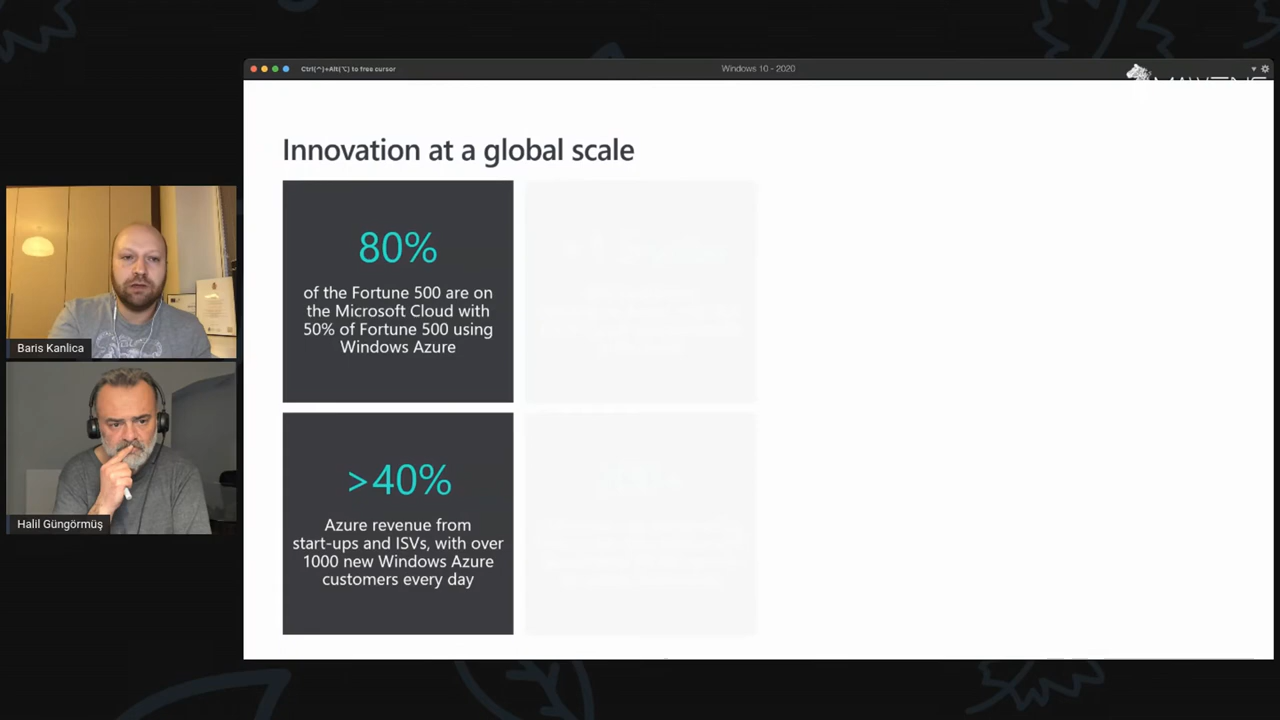 Ctrl(^)+Alt(⌥) to free cursor
Windows 10 - 2020
Innovation at a global scale
80%
of the Fortune 500 are on
the Microsoft Cloud with
50% of Fortune 500 using
Windows Azure
>40%
Azure revenue from
start-ups and ISVs, with over
1000 new Windows Azure
customers every day
Baris Kanlica
Halil Güngörmüş